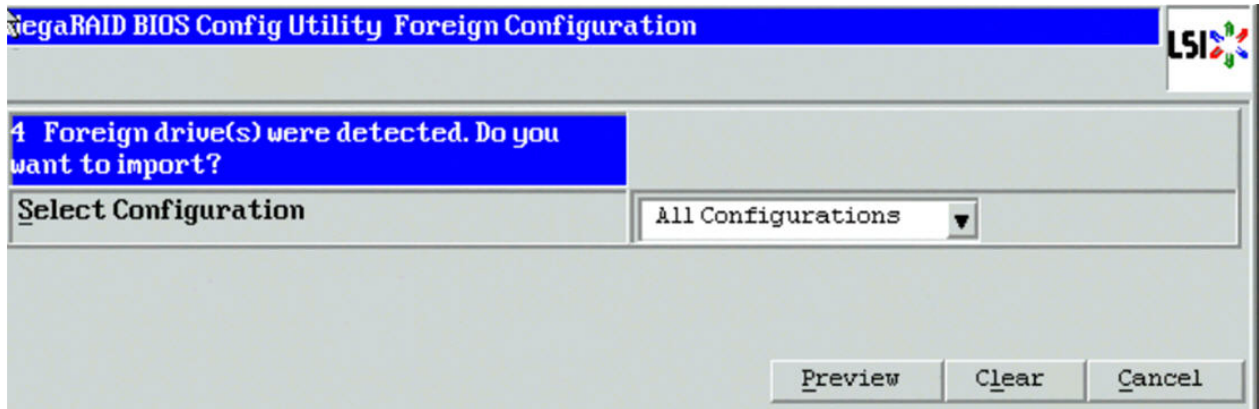 egaRAID BIOS Config Utility Foreign Configuration
LSI
4 Foreign drive(s) were detected. Do you
want to import?
Select Configuration
All Configurations
Preview
Clear
Cancel